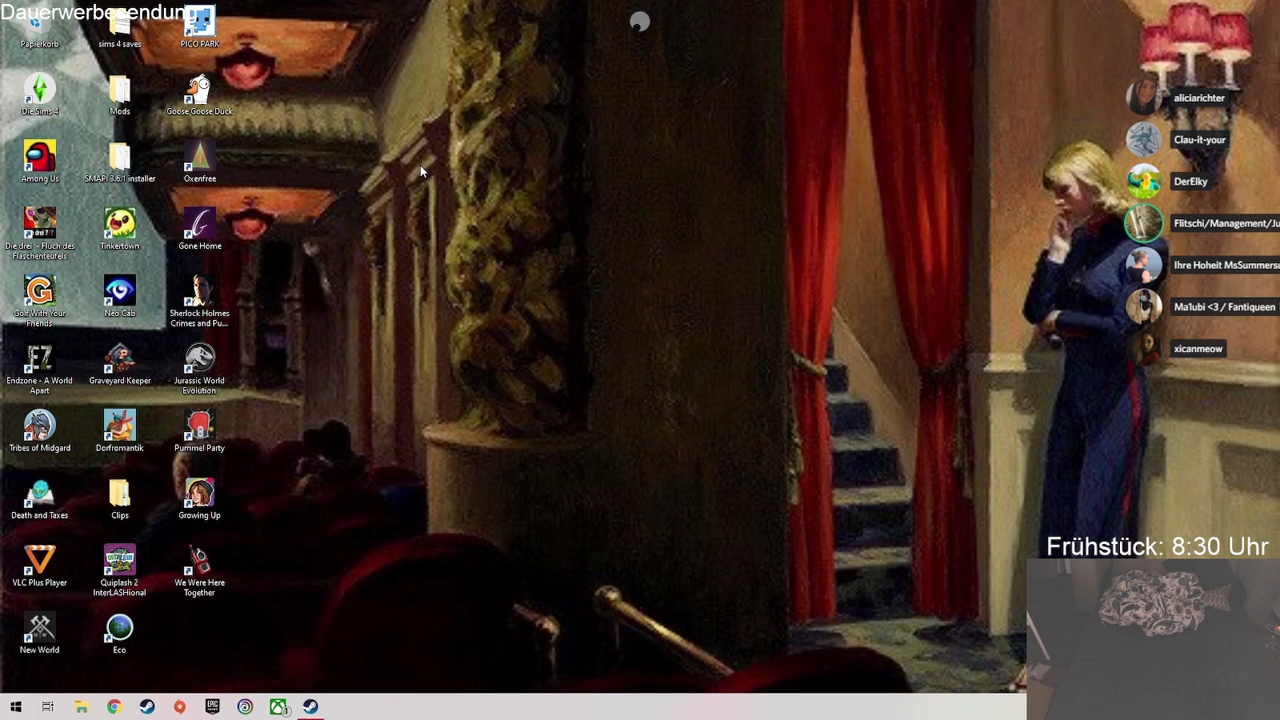 Dauerwerbesendung
Papierkorb
sims 4 saves
PICO PARK
Die Sims 4
Mods
Goose Goose Duck
Among Us
SMAPI 3.6.1 installer
Oxenfree
Die drei - Fluch des
Flaschenteufels
Tinkertown
Gone Home
Golf With Your
Friends
Neo Cab
Sherlock Holmes
Crimes and Pu...
Endzone - A World
Apart
Graveyard Keeper
Jurassic World
Evolution
Tribes of Midgard
Dorfromantik
Pummel Party
Death and Taxes
Clips
Growing Up
VLC Plus Player
Quiplash 2
InterLASHional
We Were Here
Together
New World
Eco
aliciarichter
Clau-it-your
DerElky
Flitschi/Management/Ju
Ihre Hoheit MsSummers
Ma1ubi <3 / Fantiqueen
xicanmeow
Frühstück: 8:30 Uhr